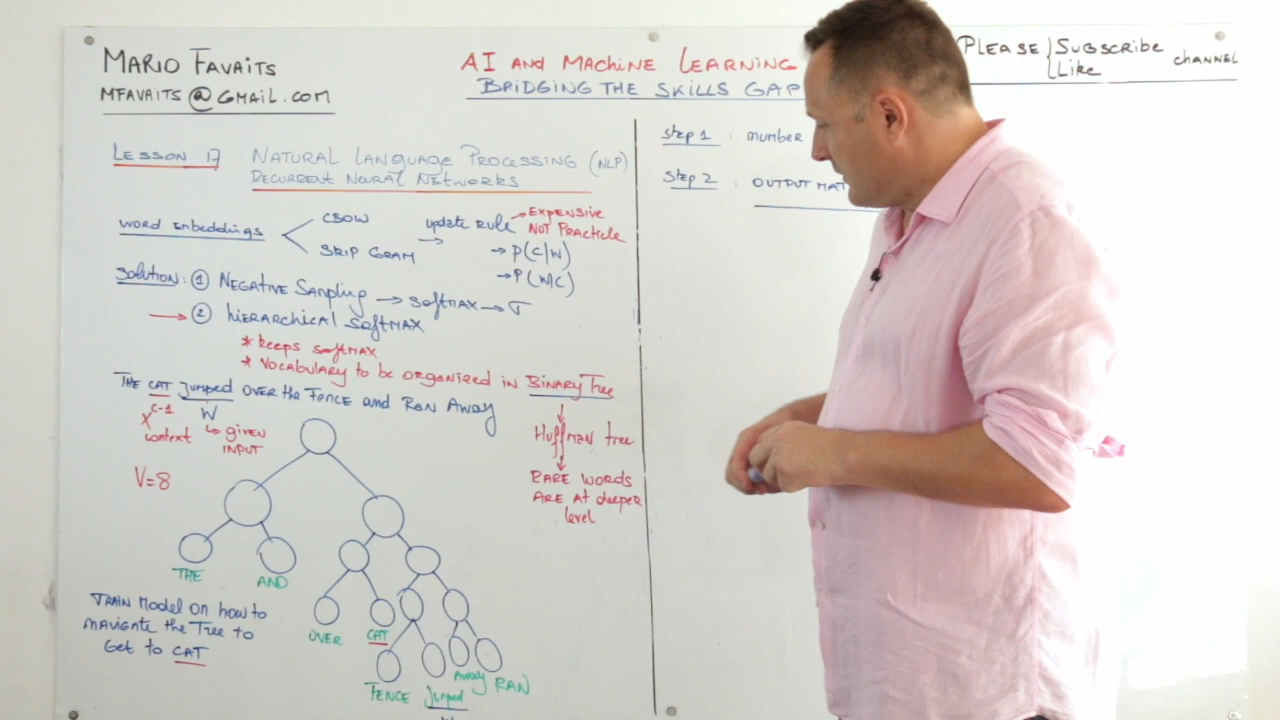 MARIO FAVAITS
MFAVAITS@GMAIL.COM
AI AND MACHINE LEARNING
BRIDGING THE SKILLS GAP
PLEASE { SUBSCRIBE
LIKE
CHANNEL
LESSON 17 : NATURAL LANGUAGE PROCESSING (NLP)
RECURRENT NEURAL NETWORKS
WORD EMBEDDINGS
CBOW
SKIP GRAM
update RULE
→ EXPENSIVE
NOT PRACTICLE
→ P(C/W)
→ P(W/C)
Solution: ① NEGATIVE Sampling → SOFTMAX → σ
→ ② hIERARCHICAL SOFTMAX
* keeps SOFTMAX
* VOCABULARY TO BE ORGANIZED IN BINARY TREE
THE CAT Jumped OVER the FENCE and RAN AWAY
C-1
W
context
↳ given
INPUT
V=8
HUFFMAN tree
RARE WORDS
ARE AT deeper
level
THE
AND
OVER
CAT
FENCE
Jumped
AWAY
RAN
TRAIN Model on how to
NAVIGATE the TREE to
Get to CAT
Step 1 : number
Step 2 : OUTPUT MAT